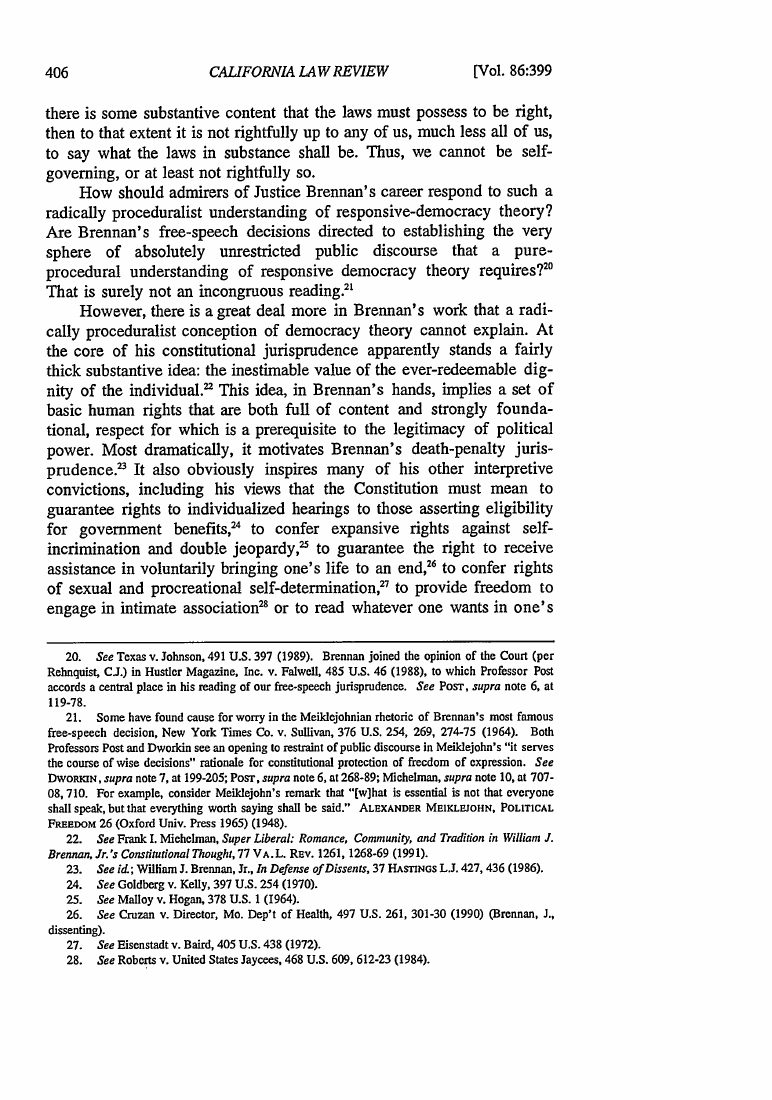 406 CALIFORNIA LAW REVIEW [Vol. 86:399
there is some substantive content that the laws must possess to be right,
then to that extent it is not rightfully up to any of us, much less all of us,
to say what the laws in substance shall be. Thus, we cannot be self-
governing, or at least not rightfully so.
How should admirers of Justice Brennan's career respond to such a
radically proceduralist understanding of responsive-democracy theory?
Are Brennan's free-speech decisions directed to establishing the very
sphere of absolutely unrestricted public discourse that a pure-
procedural understanding of responsive democracy theory requires?20
That is surely not an incongruous reading.21
However, there is a great deal more in Brennan's work that a radi-
cally proceduralist conception of democracy theory cannot explain. At
the core of his constitutional jurisprudence apparently stands a fairly
thick substantive idea: the inestimable value of the ever-redeemable dig-
nity of the individual.22 This idea, in Brennan's hands, implies a set of
basic human rights that are both full of content and strongly founda-
tional, respect for which is a prerequisite to the legitimacy of political
power. Most dramatically, it motivates Brennan's death-penalty juris-
prudence.23 It also obviously inspires many of his other interpretive
convictions, including his views that the Constitution must mean to
guarantee rights to individualized hearings to those asserting eligibility
for government benefits,24 to confer expansive rights against self-
incrimination and double jeopardy,25 to guarantee the right to receive
assistance in voluntarily bringing one's life to an end,26 to confer rights
of sexual and procreational self-determination,27 to provide freedom to
engage in intimate association28 or to read whatever one wants in one's
20. See Texas v. Johnson, 491 U.S. 397 (1989). Brennan joined the opinion of the Court (per
Rehnquist, C.J.) in Hustler Magazine, Inc. v. Falwell, 485 U.S. 46 (1988), to which Professor Post
accords a central place in his reading of our free-speech jurisprudence. See POST, supra note 6, at
119-78.
21. Some have found cause for worry in the Meiklejohnian rhetoric of Brennan's most famous
free-speech decision, New York Times Co. v. Sullivan, 376 U.S. 254, 269, 274-75 (1964). Both
Professors Post and Dworkin see an opening to restraint of public discourse in Meiklejohn's "it serves
the course of wise decisions" rationale for constitutional protection of freedom of expression. See
DWORKIN, supra note 7, at 199-205; POST, supra note 6, at 268-89; Michelman, supra note 10, at 707-
08, 710. For example, consider Meiklejohn's remark that "[w]hat is essential is not that everyone
shall speak, but that everything worth saying shall be said." ALEXANDER MEIKLEJOHN, POLITICAL
FREEDOM 26 (Oxford Univ. Press 1965) (1948).
22. See Frank I. Michelman, Super Liberal: Romance, Community, and Tradition in William J.
Brennan, Jr.'s Constitutional Thought, 77 VA. L. REV. 1261, 1268-69 (1991).
23. See id.; William J. Brennan, Jr., In Defense of Dissents, 37 HASTINGS L.J. 427, 436 (1986).
24. See Goldberg v. Kelly, 397 U.S. 254 (1970).
25. See Malloy v. Hogan, 378 U.S. 1 (1964).
26. See Cruzan v. Director, Mo. Dep't of Health, 497 U.S. 261, 301-30 (1990) (Brennan, J.,
dissenting).
27. See Eisenstadt v. Baird, 405 U.S. 438 (1972).
28. See Roberts v. United States Jaycees, 468 U.S. 609, 612-23 (1984).